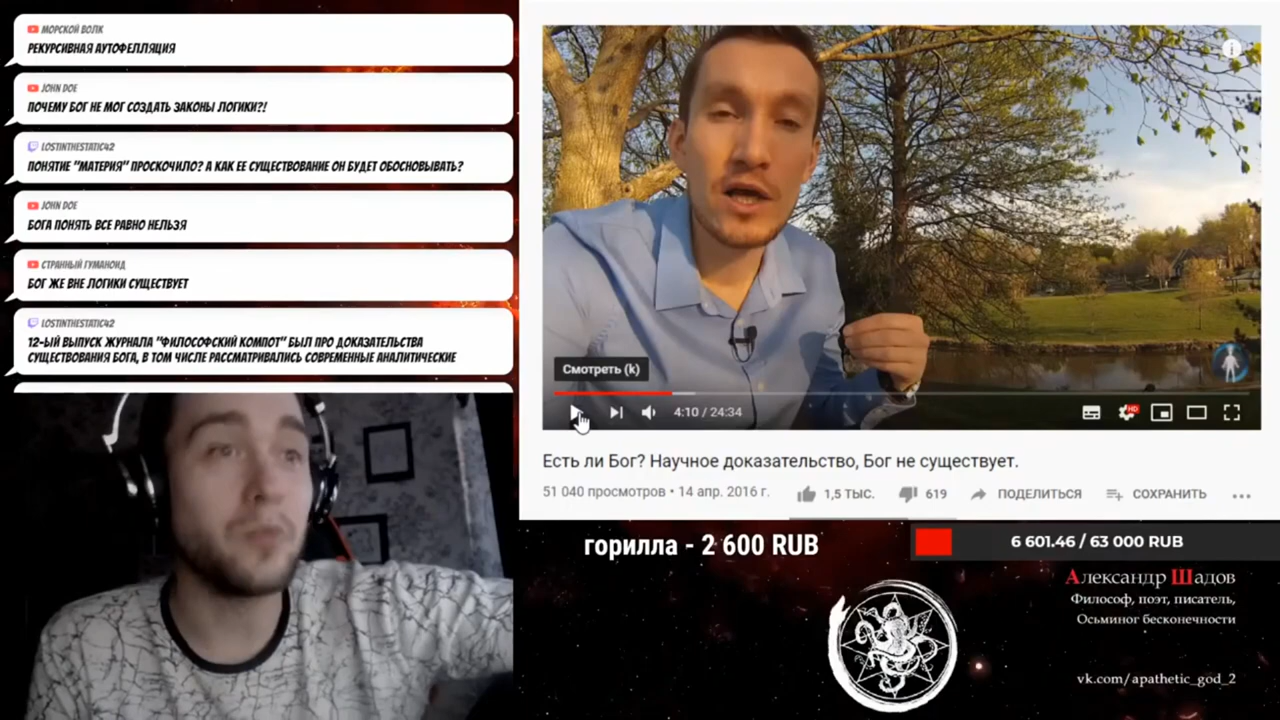 МОРСКОЙ ВОЛК
РЕКУРСИВНАЯ АУТОФЕЛЛЯЦИЯ
JOHN DOE
ПОЧЕМУ БОГ НЕ МОГ СОЗДАТЬ ЗАКОНЫ ЛОГИКИ?!
LOSTINTHESTATIC42
ПОНЯТИЕ "МАТЕРИЯ" ПРОСКОЧИЛО? А КАК ЕЕ СУЩЕСТВОВАНИЕ ОН БУДЕТ ОБОСНОВЫВАТЬ?
JOHN DOE
БОГА ПОНЯТЬ ВСЕ РАВНО НЕЛЬЗЯ
СТРАННЫЙ ГУМАНОИД
БОГ ЖЕ ВНЕ ЛОГИКИ СУЩЕСТВУЕТ
LOSTINTHESTATIC42
12-ЫЙ ВЫПУСК ЖУРНАЛА "ФИЛОСОФСКИЙ КОМПОТ" БЫЛ ПРО ДОКАЗАТЕЛЬСТВА
СУЩЕСТВОВАНИЯ БОГА, В ТОМ ЧИСЛЕ РАССМАТРИВАЛИСЬ СОВРЕМЕННЫЕ АНАЛИТИЧЕСКИЕ
Смотреть (k)
4:10 / 24:34
HD
Есть ли Бог? Научное доказательство, Бог не существует.
51 040 просмотров • 14 апр. 2016 г.
1,5 ТЫС.
619
ПОДЕЛИТЬСЯ
СОХРАНИТЬ
горилла - 2 600 RUB
6 601.46 / 63 000 RUB
Александр Шадов
Философ, поэт, писатель,
Осьминог бесконечности
vk.com/apathetic_god_2